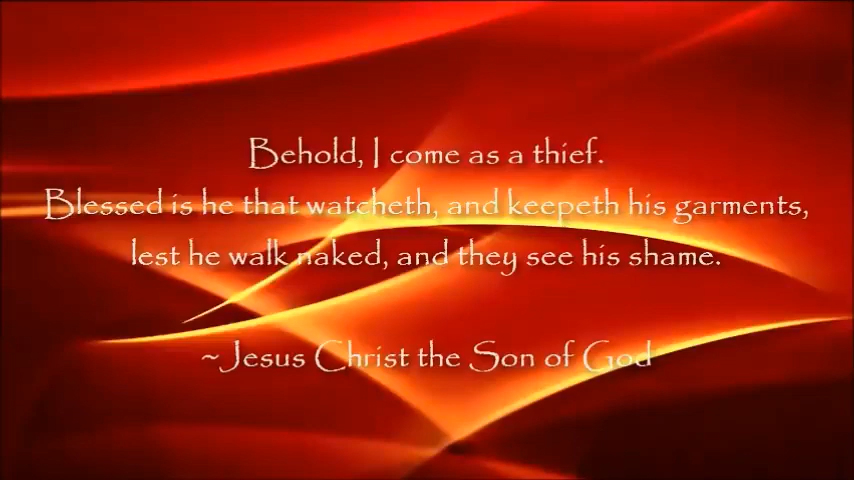 Behold, I come as a thief.
Blessed is he that watcheth, and keepeth his garments,
lest he walk naked, and they see his shame.
~Jesus Christ the Son of God